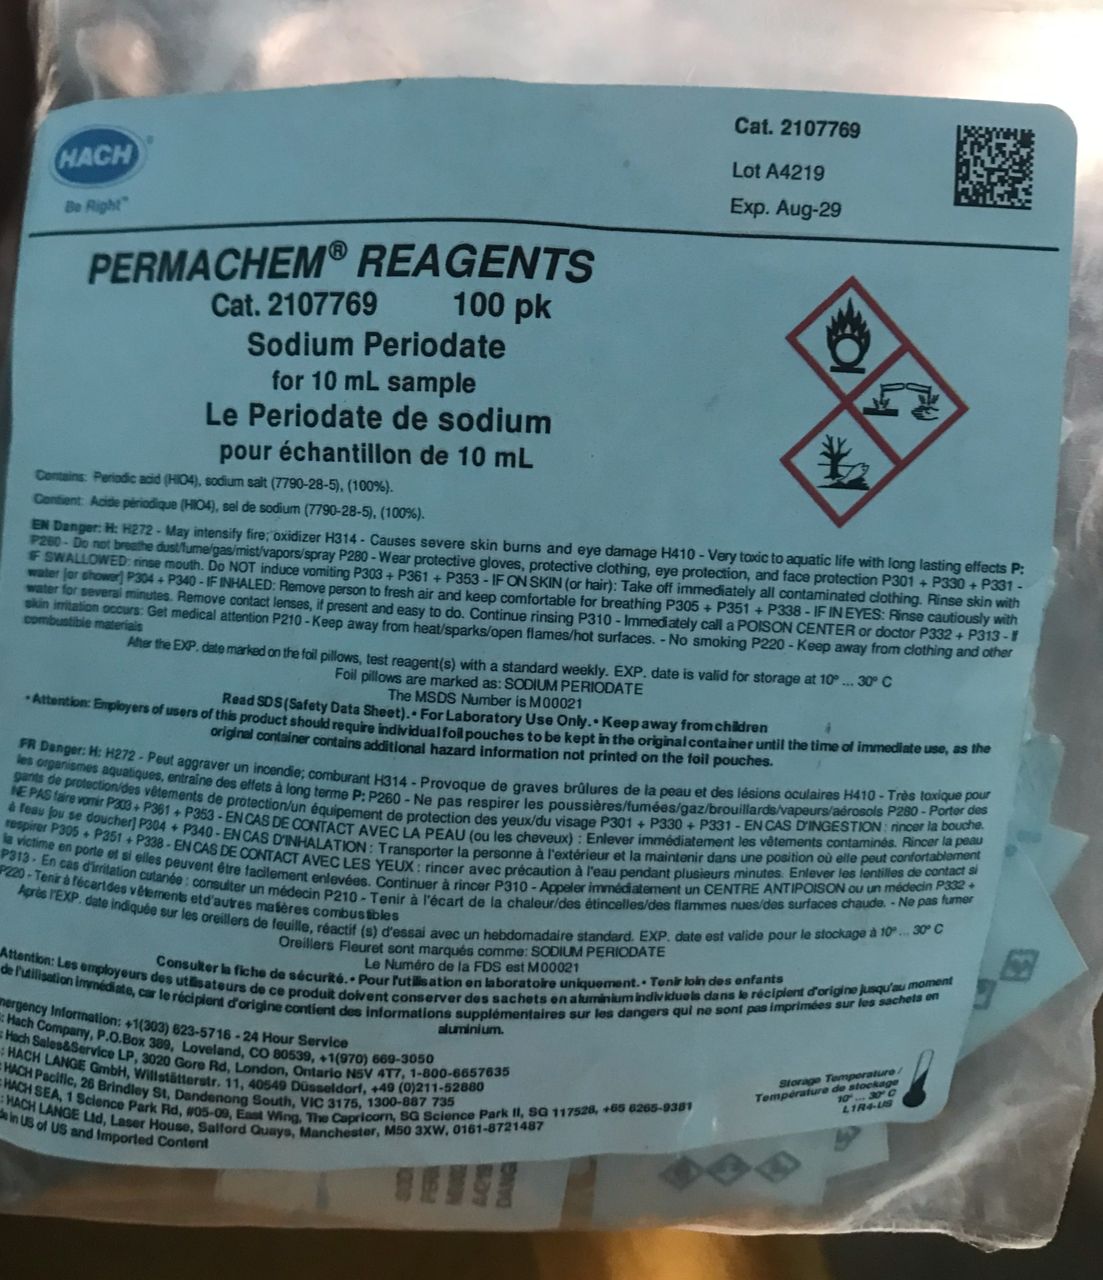 HACH®
Be Right™
Cat. 2107769
Lot A4219
Exp. Aug-29
PERMACHEM® REAGENTS
Cat. 2107769 100 pk
Sodium Periodate
for 10 mL sample
Le Periodate de sodium
pour échantillon de 10 mL
Contains: Periodic acid (HIO4), sodium salt (7790-28-5), (100%).
Contient: Acide périodique (HIO4), sel de sodium (7790-28-5), (100%).
EN Danger: H: H272 - May intensify fire; oxidizer H314 - Causes severe skin burns and eye damage H410 - Very toxic to aquatic life with long lasting effects P:
P260 - Do not breathe dust/fume/gas/mist/vapors/spray P280 - Wear protective gloves, protective clothing, eye protection, and face protection P301 + P330 + P331 -
IF SWALLOWED: rinse mouth. Do NOT induce vomiting P303 + P361 + P353 - IF ON SKIN (or hair): Take off immediately all contaminated clothing. Rinse skin with
water [or shower] P304 + P340 - IF INHALED: Remove person to fresh air and keep comfortable for breathing P305 + P351 + P338 - IF IN EYES: Rinse cautiously with
water for several minutes. Remove contact lenses, if present and easy to do. Continue rinsing P310 - Immediately call a POISON CENTER or doctor P332 + P313 - If
skin irritation occurs: Get medical attention P210 - Keep away from heat/sparks/open flames/hot surfaces. - No smoking P220 - Keep away from clothing and other
combustible materials
After the EXP. date marked on the foil pillows, test reagent(s) with a standard weekly. EXP. date is valid for storage at 10° ... 30° C
Foil pillows are marked as: SODIUM PERIODATE
The MSDS Number is M00021
Read SDS (Safety Data Sheet). • For Laboratory Use Only. • Keep away from children
• Attention: Employers of users of this product should require individual foil pouches to be kept in the original container until the time of immediate use, as the
original container contains additional hazard information not printed on the foil pouches.
FR Danger: H: H272 - Peut aggraver un incendie; comburant H314 - Provoque de graves brûlures de la peau et des lésions oculaires H410 - Très toxique pour
les organismes aquatiques, entraîne des effets à long terme P: P260 - Ne pas respirer les poussières/fumées/gaz/brouillards/vapeurs/aérosols P280 - Porter des
gants de protection/des vêtements de protection/un équipement de protection des yeux/du visage P301 + P330 + P331 - EN CAS D'INGESTION : rincer la bouche.
NE PAS faire vomir P303 + P361 + P353 - EN CAS DE CONTACT AVEC LA PEAU (ou les cheveux) : Enlever immédiatement les vêtements contaminés. Rincer la peau
à l'eau [ou se doucher] P304 + P340 - EN CAS D'INHALATION : Transporter la personne à l'extérieur et la maintenir dans une position où elle peut confortablement
respirer P305 + P351 + P338 - EN CAS DE CONTACT AVEC LES YEUX : rincer avec précaution à l'eau pendant plusieurs minutes. Enlever les lentilles de contact si
la victime en porte et si elles peuvent être facilement enlevées. Continuer à rincer P310 - Appeler immédiatement un CENTRE ANTIPOISON ou un médecin P332 +
P313 - En cas d'irritation cutanée : consulter un médecin P210 - Tenir à l'écart de la chaleur/des étincelles/des flammes nues/des surfaces chaude. - Ne pas fumer
P220 - Tenir à l'écart des vêtements et d'autres matières combustibles
Après l'EXP. date indiquée sur les oreillers de feuille, réactif (s) d'essai avec un hebdomadaire standard. EXP. date est valide pour le stockage à 10° ... 30° C
Oreillers Fleuret sont marqués comme: SODIUM PERIODATE
Le Numéro de la FDS est M00021
Consulter la fiche de sécurité. • Pour l'utilisation en laboratoire uniquement. • Tenir loin des enfants
Attention: Les employeurs des utilisateurs de ce produit doivent conserver des sachets en aluminium individuels dans le récipient d'origine jusqu'au moment
de l'utilisation immédiate, car le récipient d'origine contient des informations supplémentaires sur les dangers qui ne sont pas imprimées sur les sachets en
aluminium.
mergency Information: +1(303) 623-5716 - 24 Hour Service
: Hach Company, P.O.Box 389, Loveland, CO 80539, +1(970) 669-3050
: Hach Sales&Service LP, 3020 Gore Rd, London, Ontario N5V 4T7, 1-800-6657635
: HACH LANGE GmbH, Willstätterstr. 11, 40549 Düsseldorf, +49 (0)211-52880
: HACH Pacific, 26 Brindley St, Dandenong South, VIC 3175, 1300-887 735
: HACH SEA, 1 Science Park Rd, #05-09, East Wing, The Capricorn, SG Science Park II, SG 117528, +65 6265-9381
: HACH LANGE Ltd, Laser House, Salford Quays, Manchester, M50 3XW, 0161-8721487
de in US of US and Imported Content
Storage Temperature /
Température de stockage
10° ... 30° C
L1R4-US